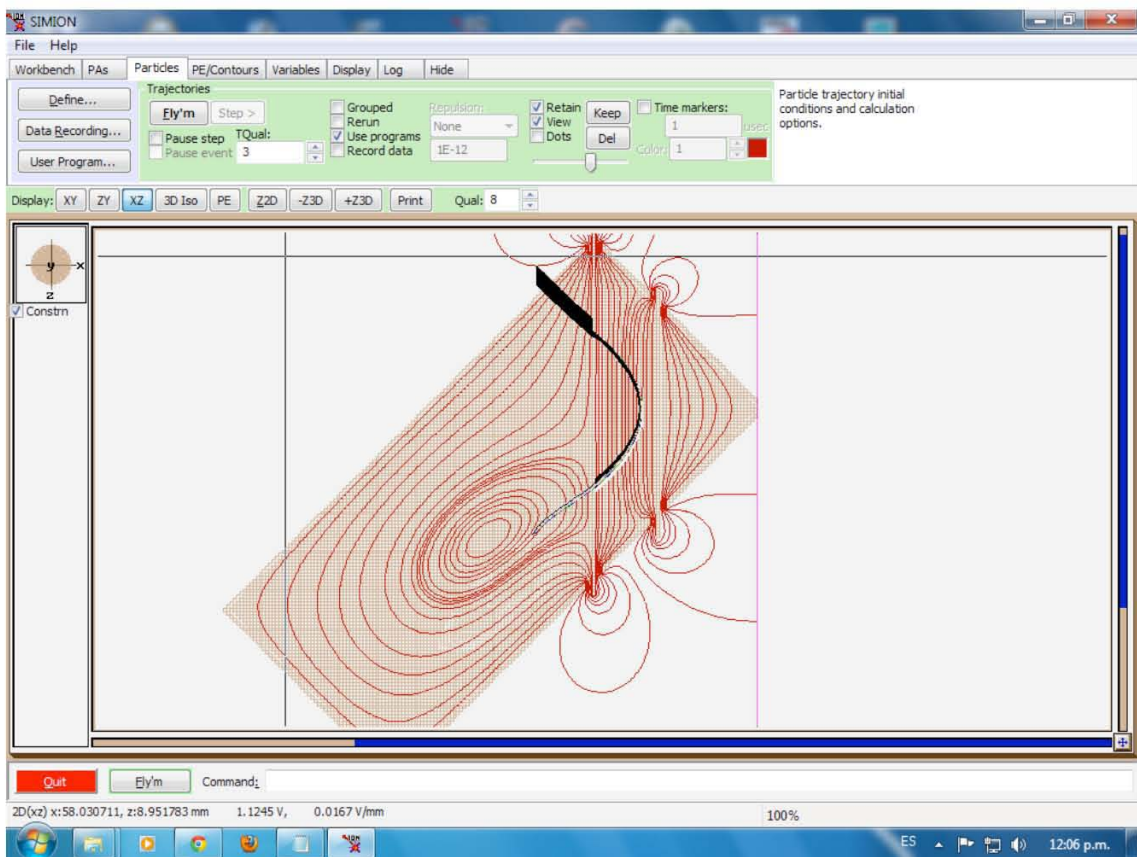 SIMION
File Help
Workbench PAs Particles PE/Contours Variables Display Log Hide
Define...
Data Recording...
User Program...
Trajectories
Fly'm Step >
Pause step TQual:
Pause event 3
Grouped
Rerun
Use programs
Record data
Repulsion:
None
1E-12
Retain
View
Dots
Keep
Del
Time markers:
1 usec
Color: 1
Particle trajectory initial
conditions and calculation
options.
Display: XY ZY XZ 3D Iso PE Z2D -Z3D +Z3D Print Qual: 8
y x
z
Constrn
Quit Fly'm Command:
2D(xz) x:58.030711, z:8.951783 mm 1.1245 V, 0.0167 V/mm 100%
ES 12:06 p.m.